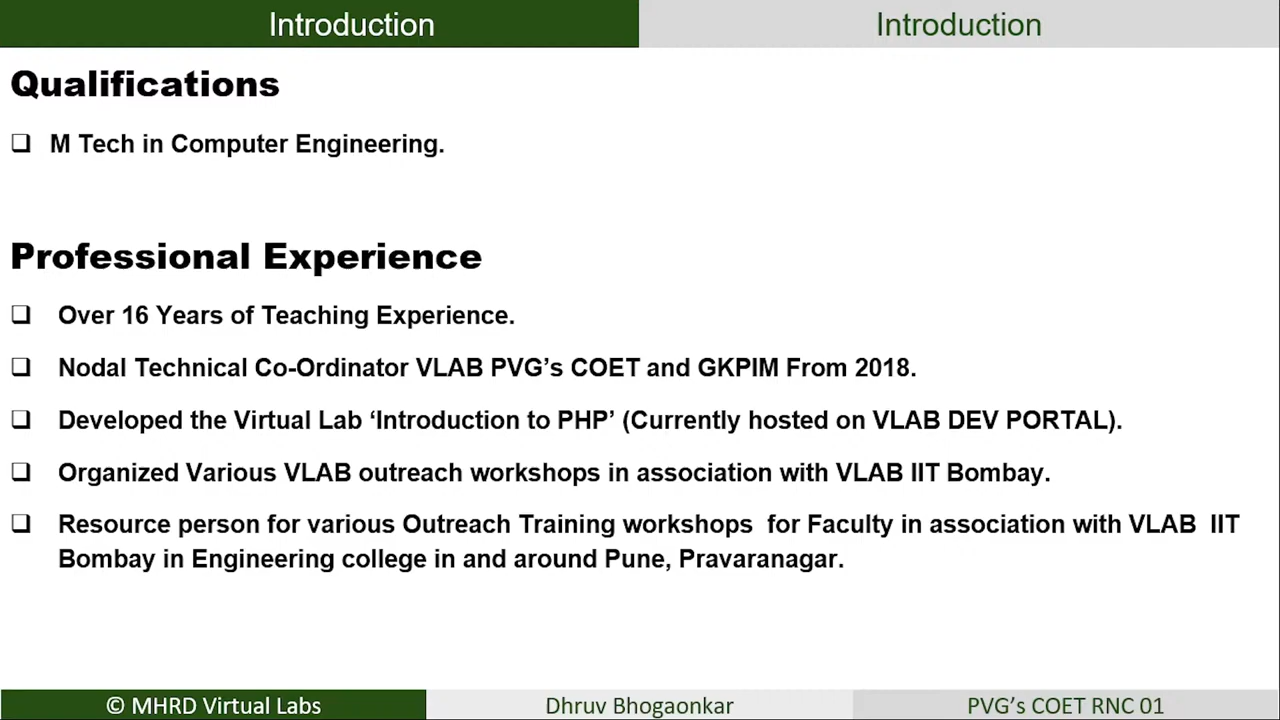 Introduction
Introduction
Qualifications
M Tech in Computer Engineering.
Professional Experience
Over 16 Years of Teaching Experience.
Nodal Technical Co-Ordinator VLAB PVG’s COET and GKPIM From 2018.
Developed the Virtual Lab ‘Introduction to PHP’ (Currently hosted on VLAB DEV PORTAL).
Organized Various VLAB outreach workshops in association with VLAB IIT Bombay.
Resource person for various Outreach Training workshops for Faculty in association with VLAB IIT
Bombay in Engineering college in and around Pune, Pravaranagar.
© MHRD Virtual Labs
Dhruv Bhogaonkar
PVG’s COET RNC 01